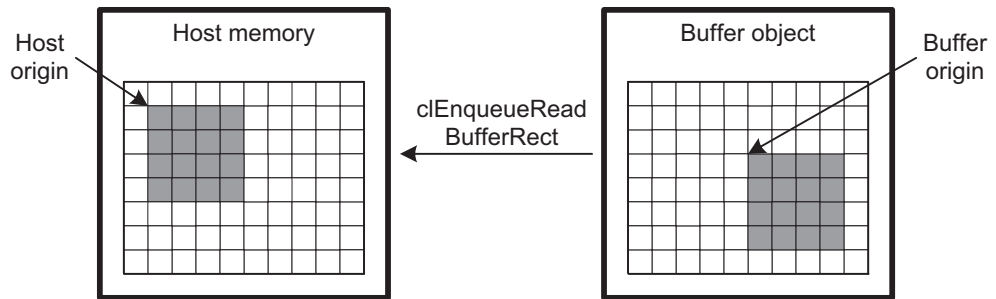 Host memory
Buffer object
Host
origin
Buffer
origin
clEnqueueRead
BufferRect